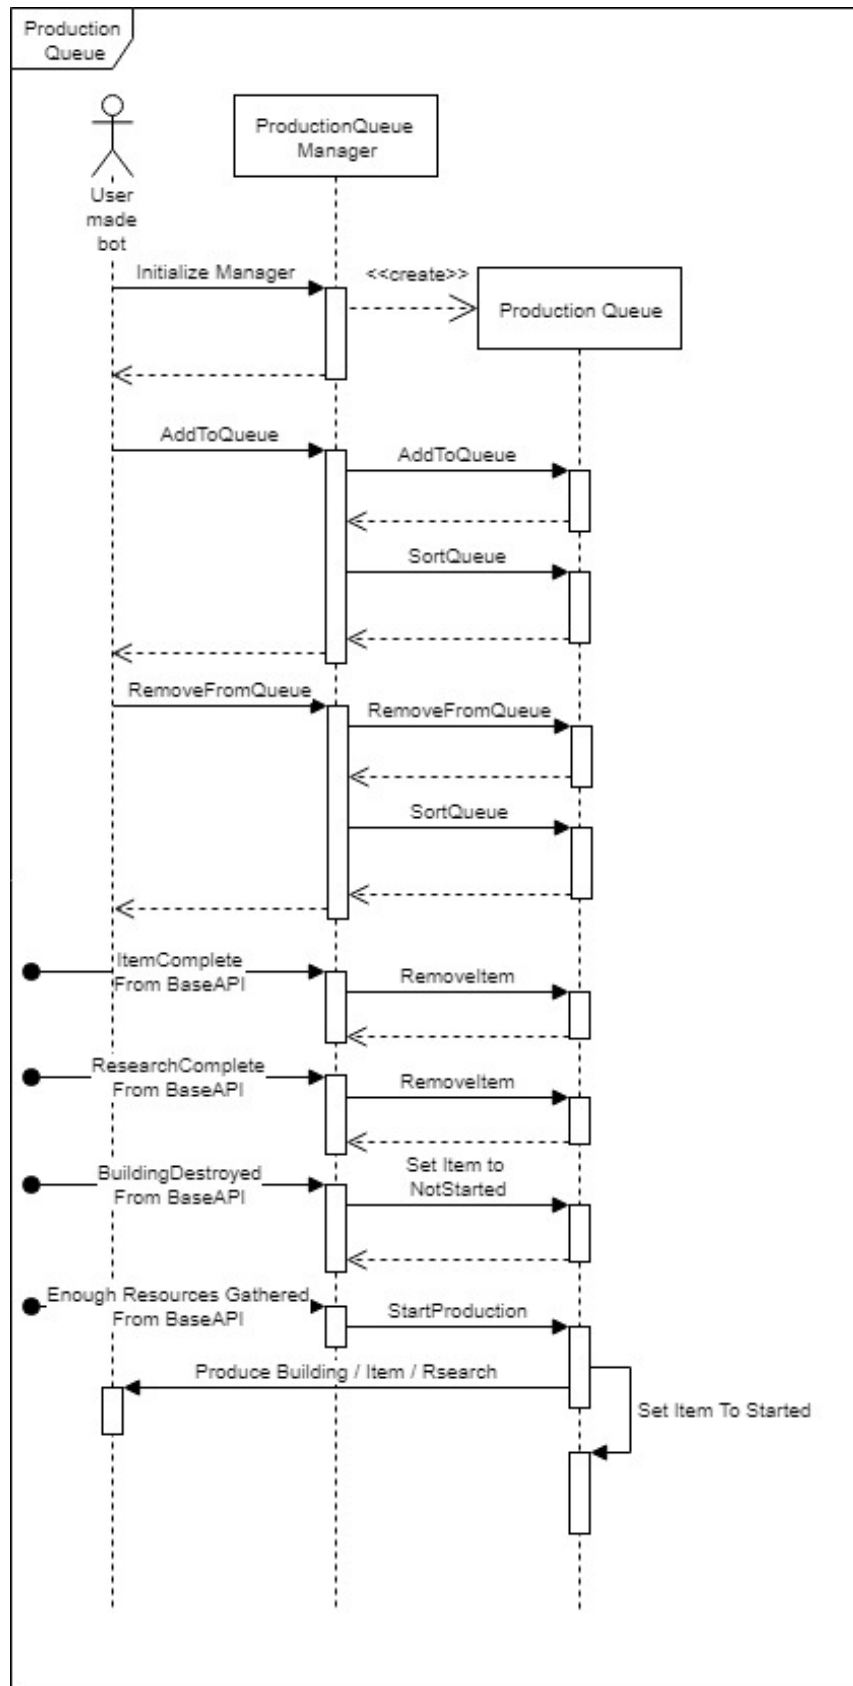 Production
Queue
ProductionQueue
Manager
User
made
bot
Initialize Manager
<<create>>
Production Queue
AddToQueue
AddToQueue
SortQueue
RemoveFromQueue
RemoveFromQueue
SortQueue
ItemComplete
From BaseAPI
RemoveItem
ResearchComplete
From BaseAPI
RemoveItem
BuildingDestroyed
From BaseAPI
Set Item to
NotStarted
Enough Resources Gathered
From BaseAPI
StartProduction
Produce Building / Item / Rsearch
Set Item To Started